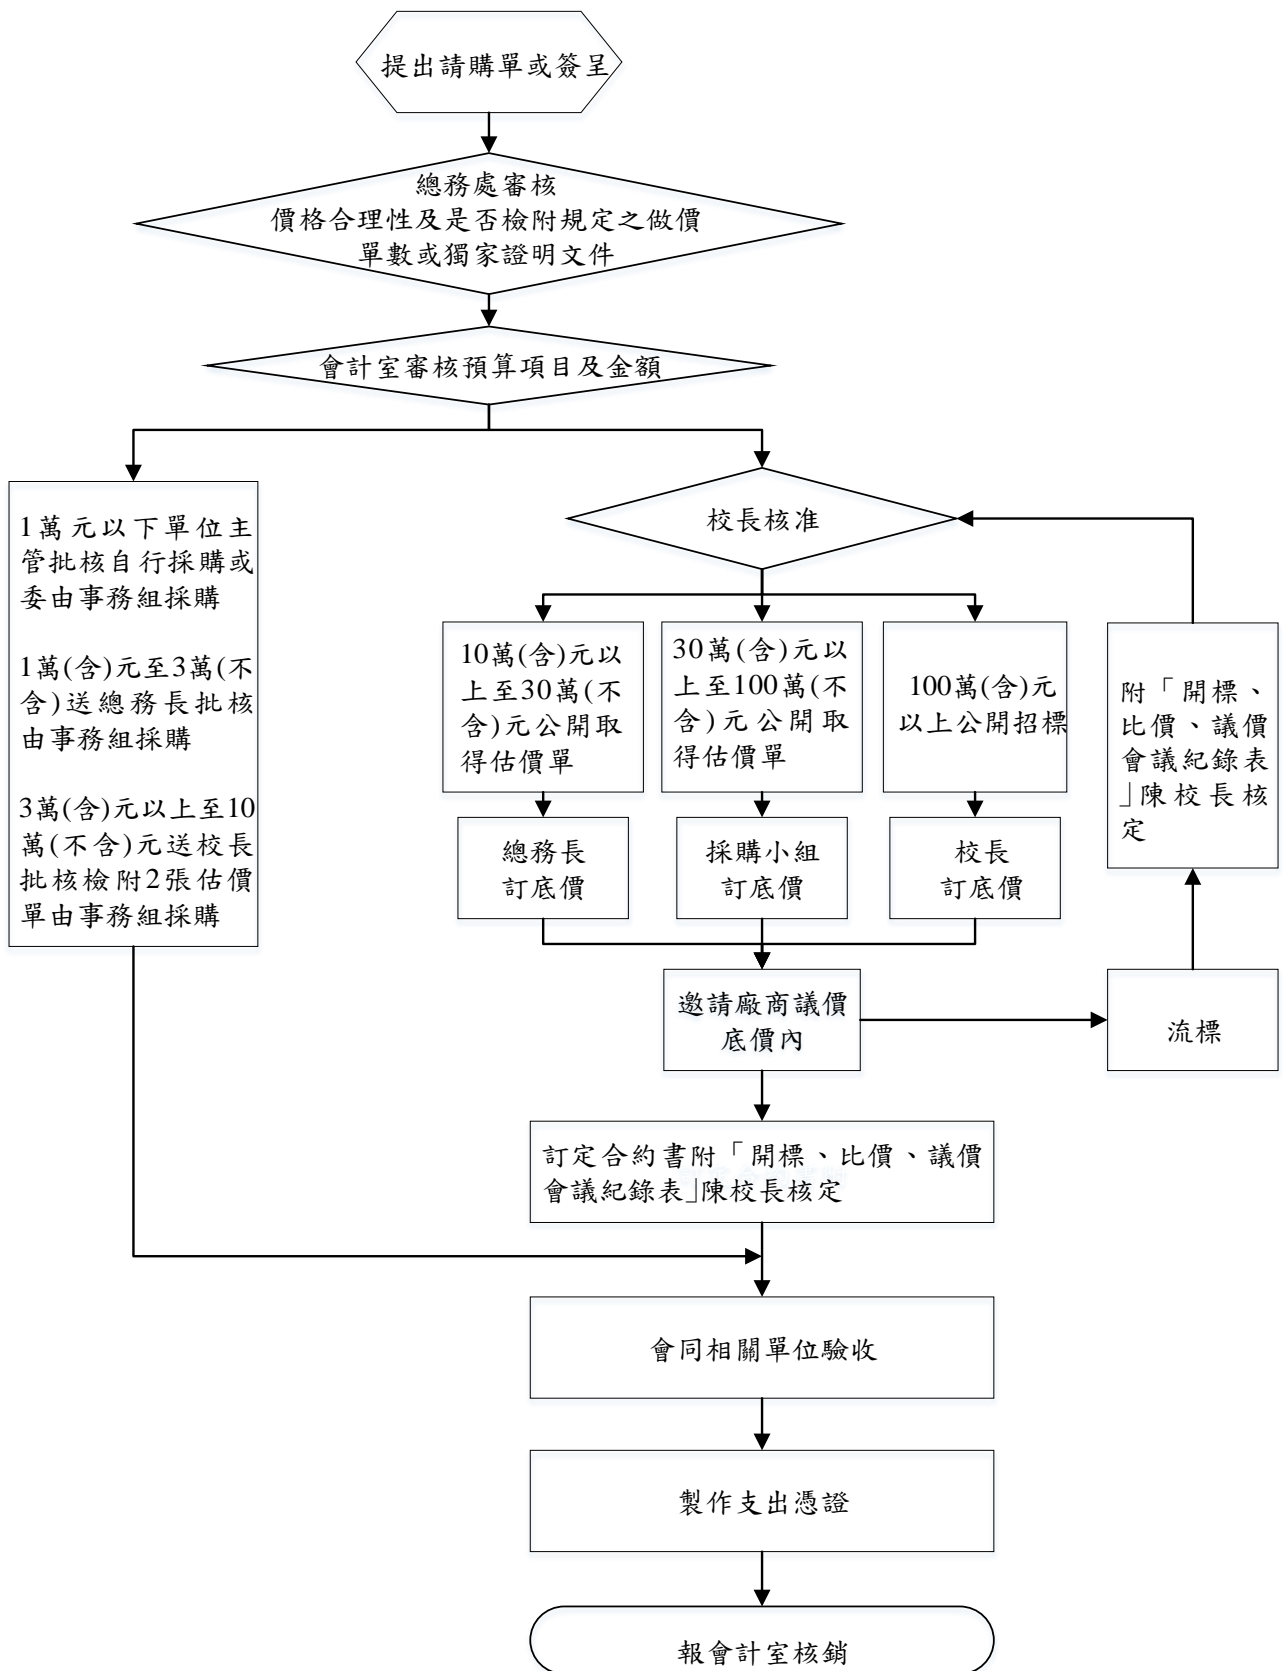 提出請購單或簽呈
總務處審核
價格合理性及是否檢附規定之做價
單數或獨家證明文件
會計室審核預算項目及金額
1萬元以下單位主
管批核自行採購或
委由事務組採購
1萬(含)元至3萬(不
含)送總務長批核
由事務組採購
3萬(含)元以上至10
萬(不含)元送校長
批核檢附2張估價
單由事務組採購
校長核准
10萬(含)元以
上至30萬(不
含)元公開取
得估價單
30萬(含)元以
上至100萬(不
含)元公開取
得估價單
100萬(含)元
以上公開招標
附「開標、
比價、議價
會議紀錄表
」陳校長核
定
總務長
訂底價
採購小組
訂底價
校長
訂底價
邀請廠商議價
底價內
流標
訂定合約書附「開標、比價、議價
會議紀錄表」陳校長核定
會同相關單位驗收
製作支出憑證
報會計室核銷